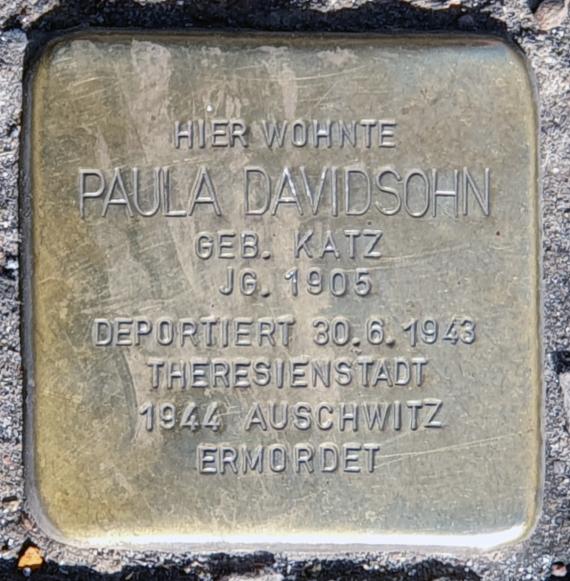 HIER WOHNTE
PAULA DAVIDSOHN
GEB. KATZ
JG. 1905
DEPORTIERT 30.6.1943
THERESIENSTADT
1944 AUSCHWITZ
ERMORDET